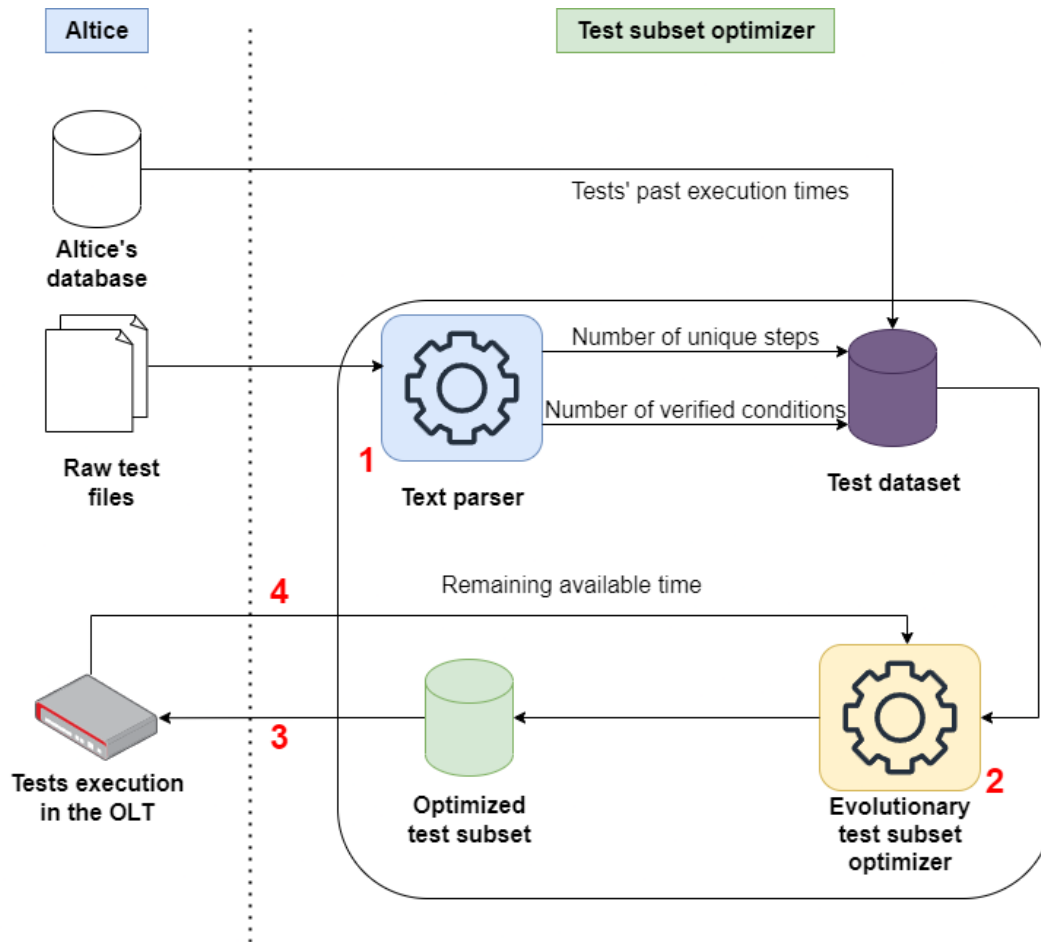 Altice
Test subset optimizer
Tests' past execution times
Altice's
database
Number of unique steps
Number of verified conditions
1
Raw test
files
Text parser
Test dataset
4
Remaining available time
3
2
Tests execution
in the OLT
Optimized
test subset
Evolutionary
test subset
optimizer